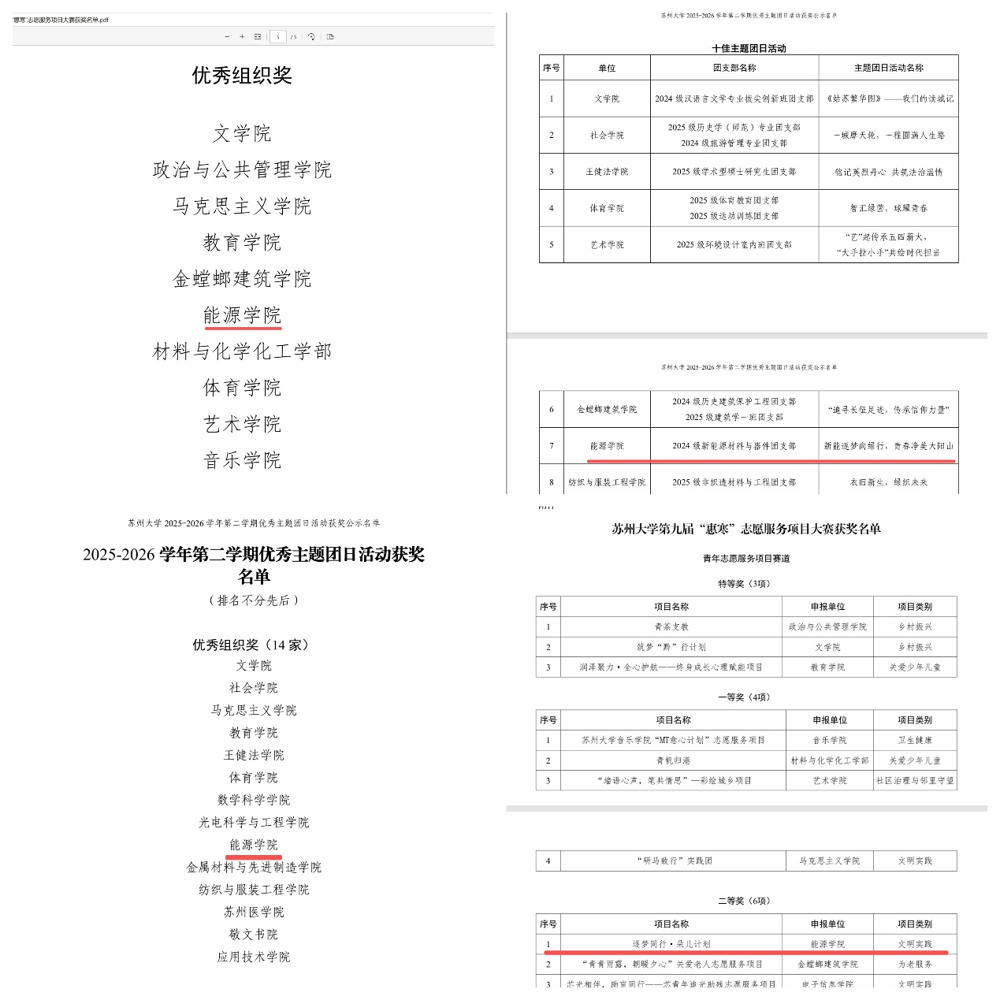 “惠寒”志愿服务项目大赛获奖名单.pdf
5 / 5
优秀组织奖
文学院
政治与公共管理学院
马克思主义学院
教育学院
金螳螂建筑学院
能源学院
材料与化学化工学部
体育学院
艺术学院
音乐学院
苏州大学 2025-2026 学年第二学期优秀主题团日活动获奖公示名单
十佳主题团日活动
序号 单位 团支部名称 主题团日活动名称
1 文学院 2024 级汉语言文学专业拔尖创新班团支部 《姑苏繁华图》——我们的读城记
2 社会学院 2025 级历史学（师范）专业团支部 2024 级旅游管理专业团支部 一城摩天轮，一程圆满人生路
3 王健法学院 2025 级学术型硕士研究生团支部 铭记英烈丹心 共筑法治温情
4 体育学院 2025 级体育教育团支部 2025 级运动训练团支部 智汇绿茵，球耀青春
5 艺术学院 2025 级环境设计室内班团支部 “艺”起传承五四薪火，“大手拉小手”共绘时代担当
苏州大学 2025-2026 学年第二学期优秀主题团日活动获奖公示名单
6 金螳螂建筑学院 2024 级历史建筑保护工程团支部 2025 级建筑学一班团支部 “追寻长征足迹，传承信仰力量”
7 能源学院 2024 级新能源材料与器件团支部 新能逐梦向绿行，青春净美大阳山
8 纺织与服装工程学院 2025 级非织造材料与工程团支部 衣旧新生，绿织未来
苏州大学 2025-2026 学年第二学期优秀主题团日活动获奖公示名单
2025-2026 学年第二学期优秀主题团日活动获奖
名单
（排名不分先后）
优秀组织奖（14 家）
文学院
社会学院
马克思主义学院
教育学院
王健法学院
体育学院
数学科学学院
光电科学与工程学院
能源学院
金属材料与先进制造学院
纺织与服装工程学院
苏州医学院
敬文书院
应用技术学院
附件
苏州大学第九届“惠寒”志愿服务项目大赛获奖名单
青年志愿服务项目赛道
特等奖（3项）
序号 项目名称 申报单位 项目类别
1 青茶支教 政治与公共管理学院 乡村振兴
2 筑梦“黔”行计划 文学院 乡村振兴
3 润泽聚力·全心护航——终身成长心理赋能项目 教育学院 关爱少年儿童
一等奖（4项）
序号 项目名称 申报单位 项目类别
1 苏州大学音乐学院“MT愈心计划”志愿服务项目 音乐学院 卫生健康
2 青帆归港 材料与化学化工学部 关爱少年儿童
3 “墙语心声，笔共情思”—彩绘城乡项目 艺术学院 社区治理与邻里守望
4 “研马致行”实践团 马克思主义学院 文明实践
二等奖（6项）
序号 项目名称 申报单位 项目类别
1 逐梦同行·朵儿计划 能源学院 文明实践
2 “青青雨露，朝暖夕心”关爱老人志愿服务项目 金螳螂建筑学院 为老服务
3 芯光相伴，助盲同行——苏青年追光助残志愿服务项目 电子信息学院 文明实践